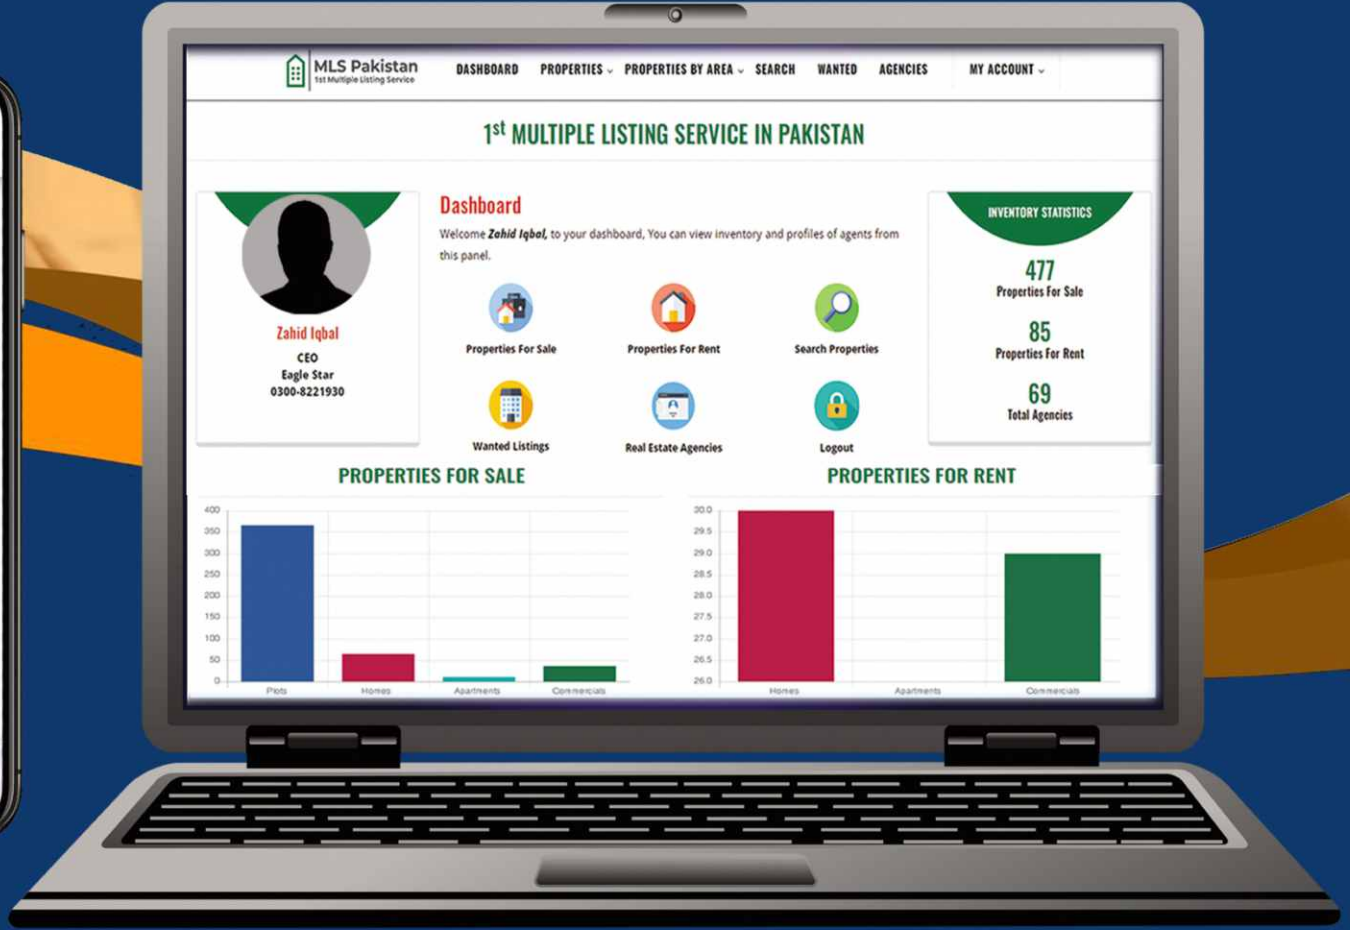 MLS Pakistan
1st Multiple Listing Service
DASHBOARD PROPERTIES PROPERTIES BY AREA SEARCH WANTED AGENCIES MY ACCOUNT
1st MULTIPLE LISTING SERVICE IN PAKISTAN
Zahid Iqbal
CEO
Eagle Star
0300-8221930
Dashboard
Welcome Zahid Iqbal, to your dashboard, You can view inventory and profiles of agents from
this panel.
Properties For Sale Properties For Rent Search Properties
Wanted Listings Real Estate Agencies Logout
INVENTORY STATISTICS
477
Properties For Sale
85
Properties For Rent
69
Total Agencies
PROPERTIES FOR SALE
400
350
300
250
200
150
100
50
0
Plots Homes Apartments Commercials
PROPERTIES FOR RENT
30.0
29.5
29.0
28.5
28.0
27.5
27.0
26.5
26.0
Homes Apartments Commercials